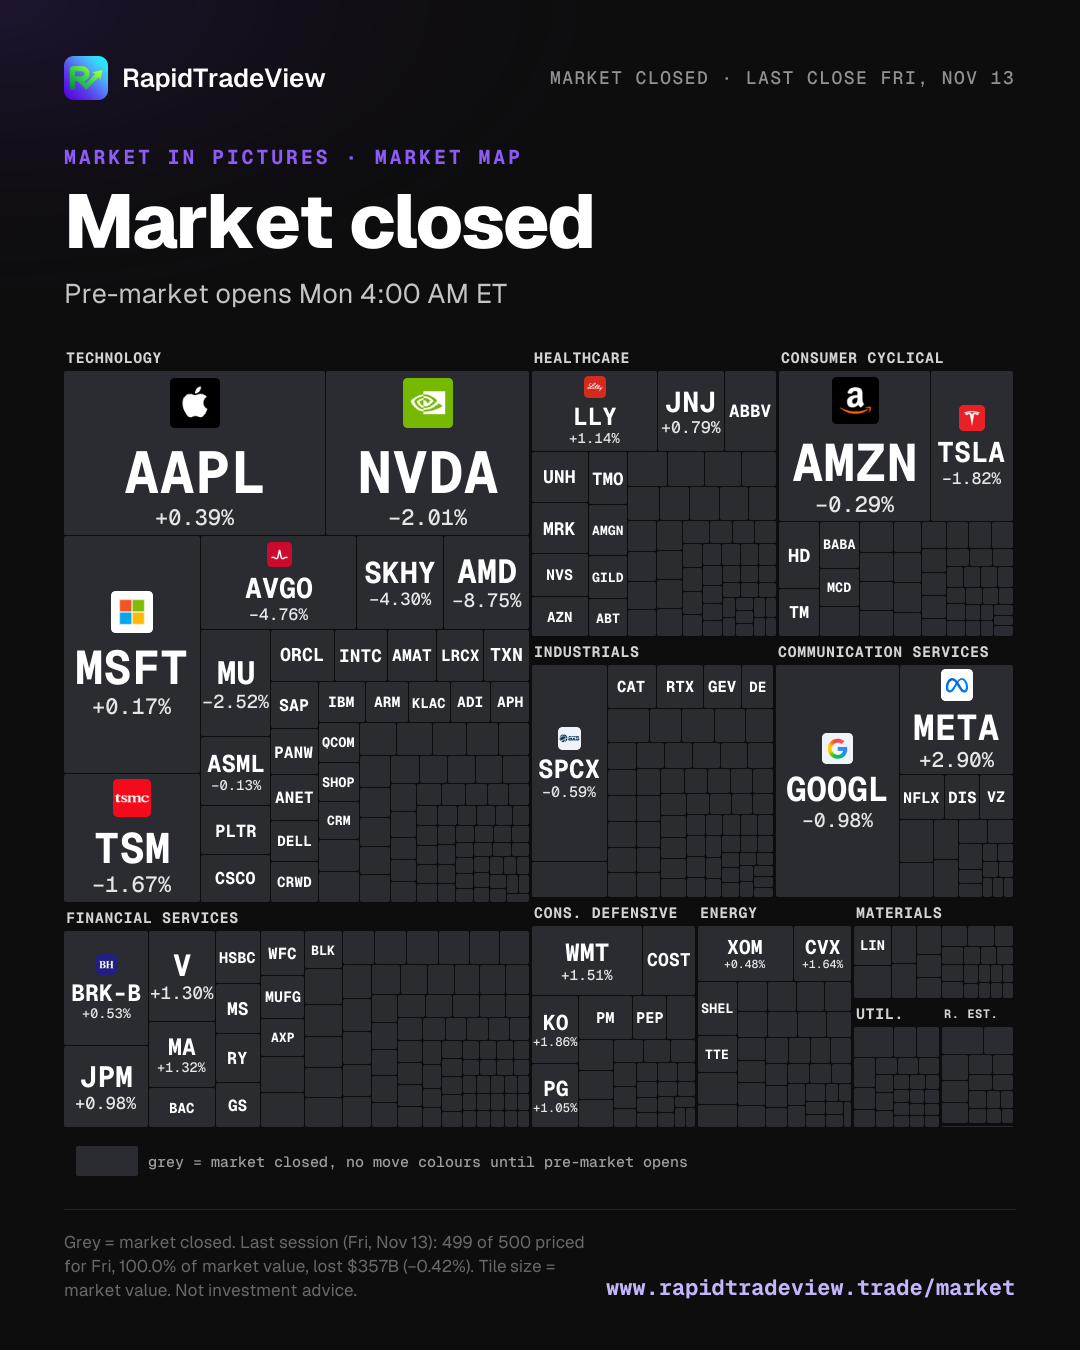 RapidTradeView
MARKET CLOSED · LAST CLOSE FRI, NOV 13
MARKET IN PICTURES · MARKET MAP
Market closed
Pre-market opens Mon 4:00 AM ET
TECHNOLOGY
AAPL
+0.39%
NVDA
−2.01%
MSFT
+0.17%
tsmc
TSM
−1.67%
AVGO
−4.76%
SKHY
−4.30%
AMD
−8.75%
MU
−2.52%
ASML
−0.13%
PLTR
CSCO
ORCL
INTC
AMAT
LRCX
TXN
SAP
IBM
ARM
KLAC
ADI
APH
PANW
QCOM
ANET
SHOP
DELL
CRM
CRWD
HEALTHCARE
Lilly
LLY
+1.14%
JNJ
+0.79%
ABBV
UNH
TMO
MRK
AMGN
NVS
GILD
AZN
ABT
CONSUMER CYCLICAL
a
AMZN
−0.29%
TSLA
−1.82%
HD
BABA
MCD
TM
INDUSTRIALS
SPCX
−0.59%
CAT
RTX
GEV
DE
COMMUNICATION SERVICES
G
GOOGL
−0.98%
META
+2.90%
NFLX
DIS
VZ
FINANCIAL SERVICES
BH
BRK-B
+0.53%
JPM
+0.98%
V
+1.30%
MA
+1.32%
BAC
HSBC
MS
RY
GS
WFC
MUFG
AXP
BLK
CONS. DEFENSIVE
WMT
+1.51%
COST
KO
+1.86%
PM
PEP
PG
+1.05%
ENERGY
XOM
+0.48%
CVX
+1.64%
SHEL
TTE
MATERIALS
LIN
UTIL.
R. EST.
grey = market closed, no move colours until pre-market opens
Grey = market closed. Last session (Fri, Nov 13): 499 of 500 priced
for Fri, 100.0% of market value, lost $357B (−0.42%). Tile size =
market value. Not investment advice.
www.rapidtradeview.trade/market